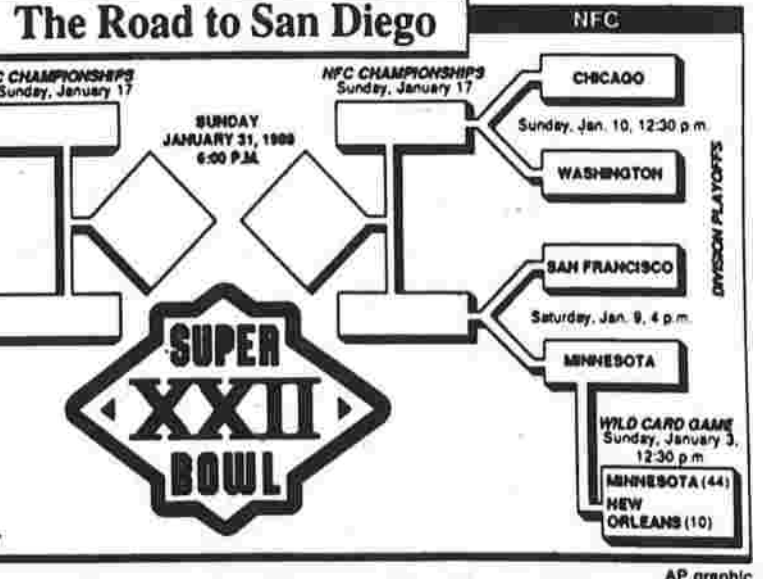 The Road to San Diego
NFC
C CHAMPIONSHIPS
Sunday, January 17
NFC CHAMPIONSHIPS
Sunday, January 17
SUNDAY
JANUARY 31, 1988
6:00 P.M.
CHICAGO
Sunday, Jan. 10, 12:30 p.m.
WASHINGTON
DIVISION PLAYOFFS
SAN FRANCISCO
Saturday, Jan. 9, 4 p.m.
MINNESOTA
SUPER
XXII
BOWL
WILD CARD GAME
Sunday, January 3,
12:30 p.m
MINNESOTA (44)
NEW
ORLEANS (10)
AP graphic